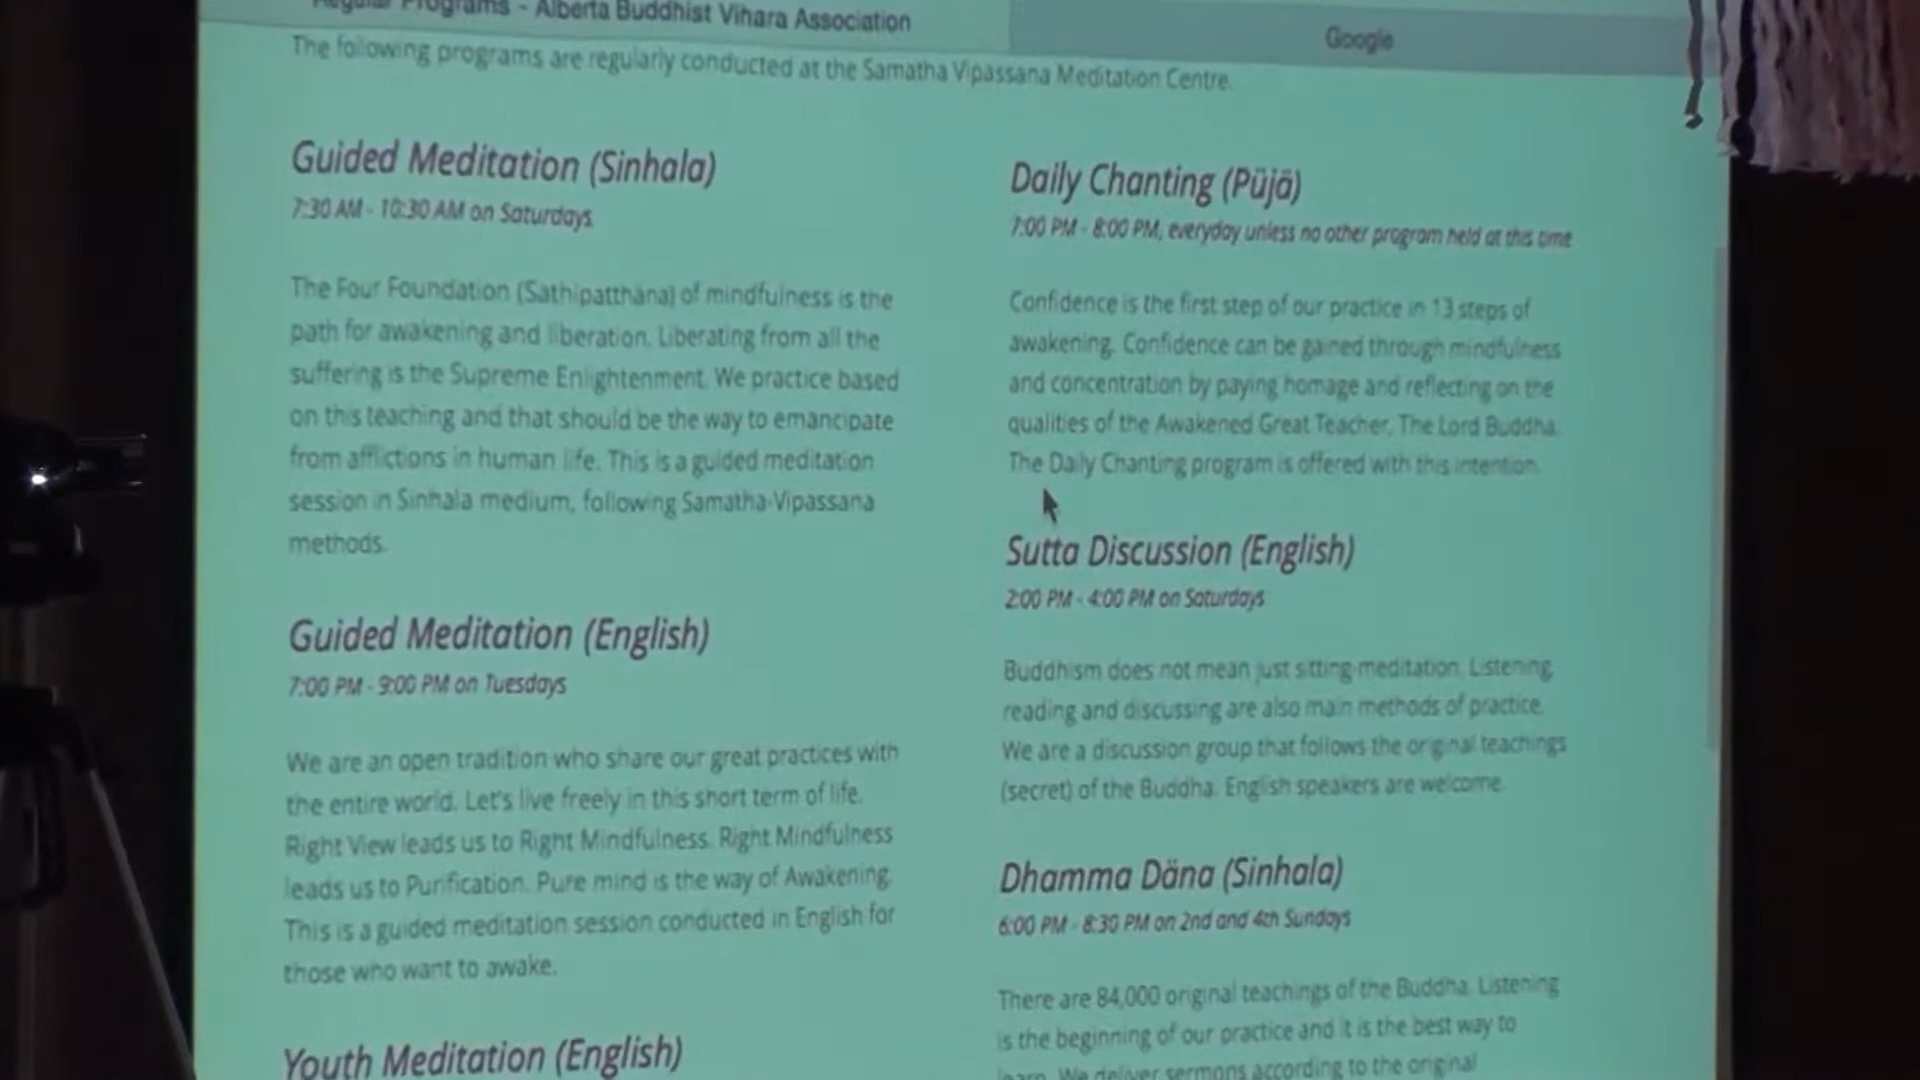 Regular Programs - Alberta Buddhist Vihara Association
Google
The following programs are regularly conducted at the Samatha Vipassana Meditation Centre.
Guided Meditation (Sinhala)
7:30 AM - 10:30 AM on Saturdays.
The Four Foundation (Sathipatthāna) of mindfulness is the
path for awakening and liberation. Liberating from all the
suffering is the Supreme Enlightenment. We practice based
on this teaching and that should be the way to emancipate
from afflictions in human life. This is a guided meditation
session in Sinhala medium, following Samatha-Vipassana
methods.
Guided Meditation (English)
7:00 PM - 9:00 PM on Tuesdays
We are an open tradition who share our great practices with
the entire world. Let's live freely in this short term of life.
Right View leads us to Right Mindfulness. Right Mindfulness
leads us to Purification. Pure mind is the way of Awakening.
This is a guided meditation session conducted in English for
those who want to awake.
Youth Meditation (English)
Daily Chanting (Pūjā)
7:00 PM - 8:00 PM, everyday unless no other program held at this time
Confidence is the first step of our practice in 13 steps of
awakening. Confidence can be gained through mindfulness
and concentration by paying homage and reflecting on the
qualities of the Awakened Great Teacher, The Lord Buddha.
The Daily Chanting program is offered with this intention.
Sutta Discussion (English)
2:00 PM - 4:00 PM on Saturdays
Buddhism does not mean just sitting meditation. Listening,
reading and discussing are also main methods of practice.
We are a discussion group that follows the original teachings
(secret) of the Buddha. English speakers are welcome.
Dhamma Dāna (Sinhala)
6:00 PM - 8:30 PM on 2nd and 4th Sundays
There are 84,000 original teachings of the Buddha. Listening
is the beginning of our practice and it is the best way to
learn. We deliver sermons according to the original